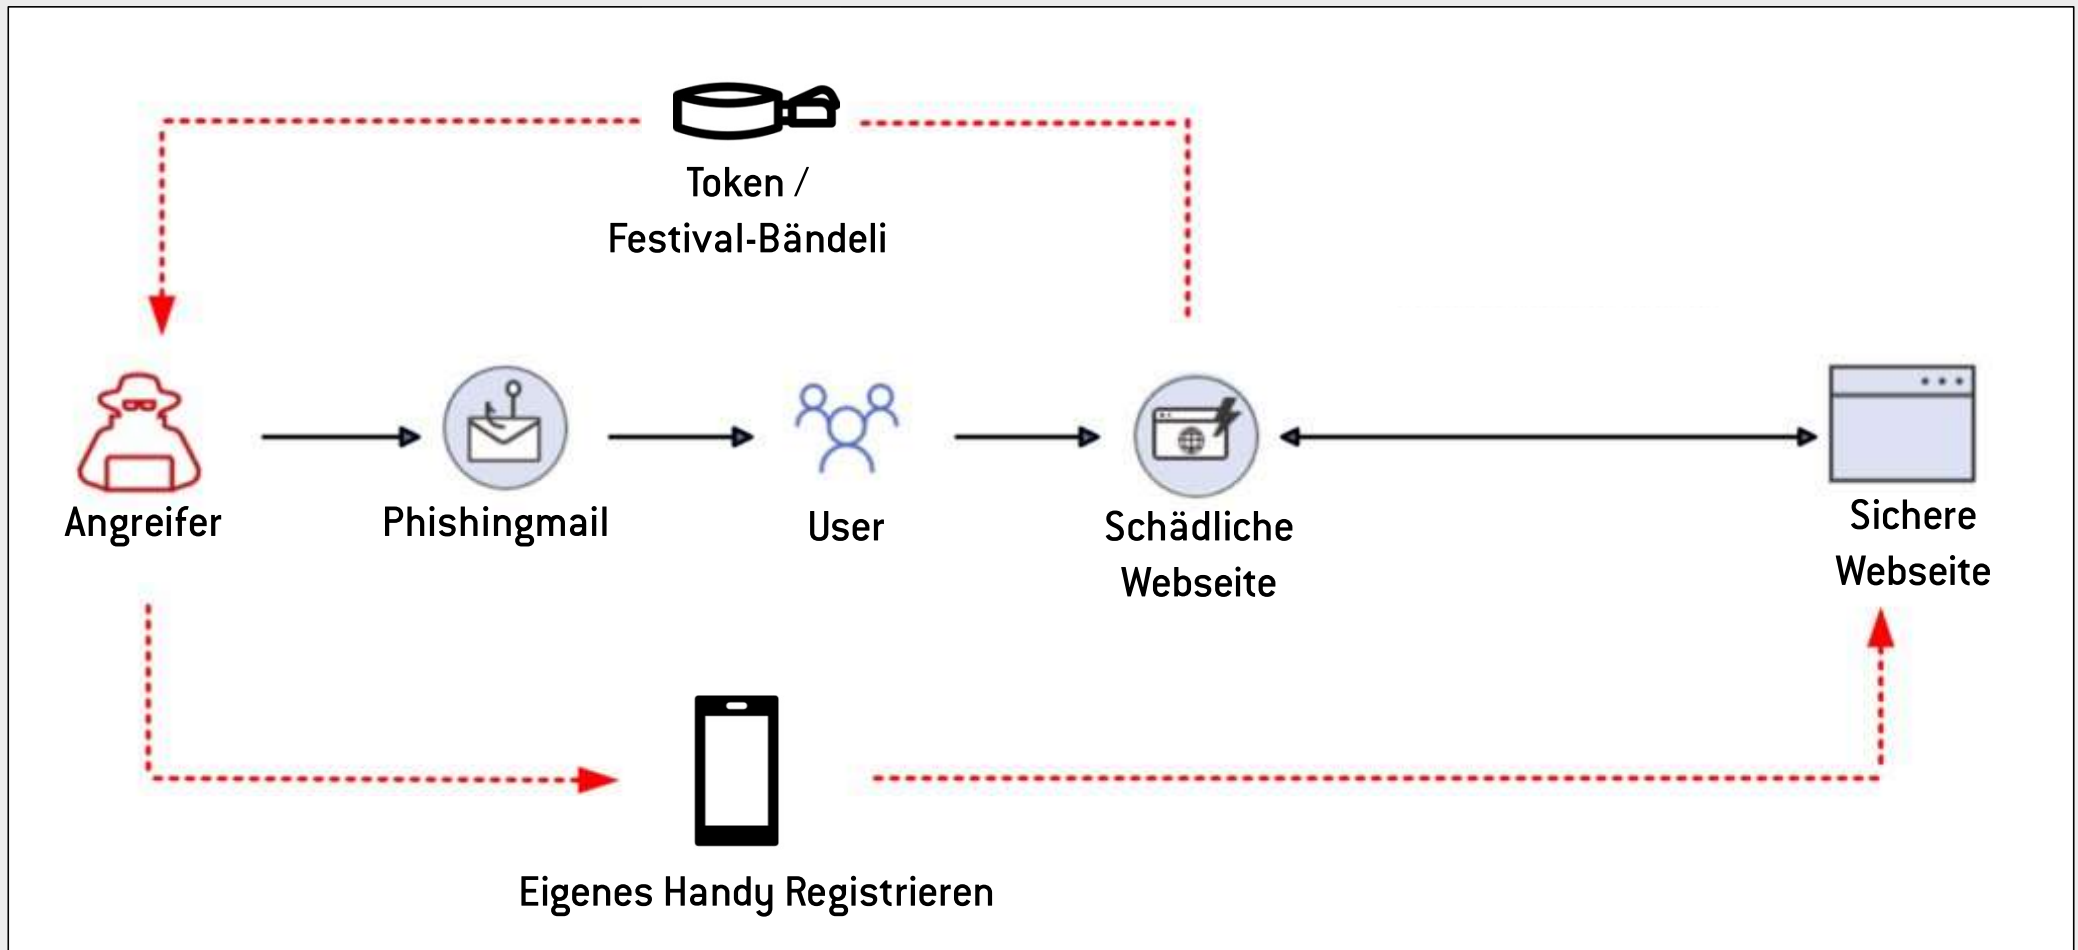 Token /
Festival-Bändeli
Angreifer
Phishingmail
User
Schädliche
Webseite
Sichere
Webseite
Eigenes Handy Registrieren